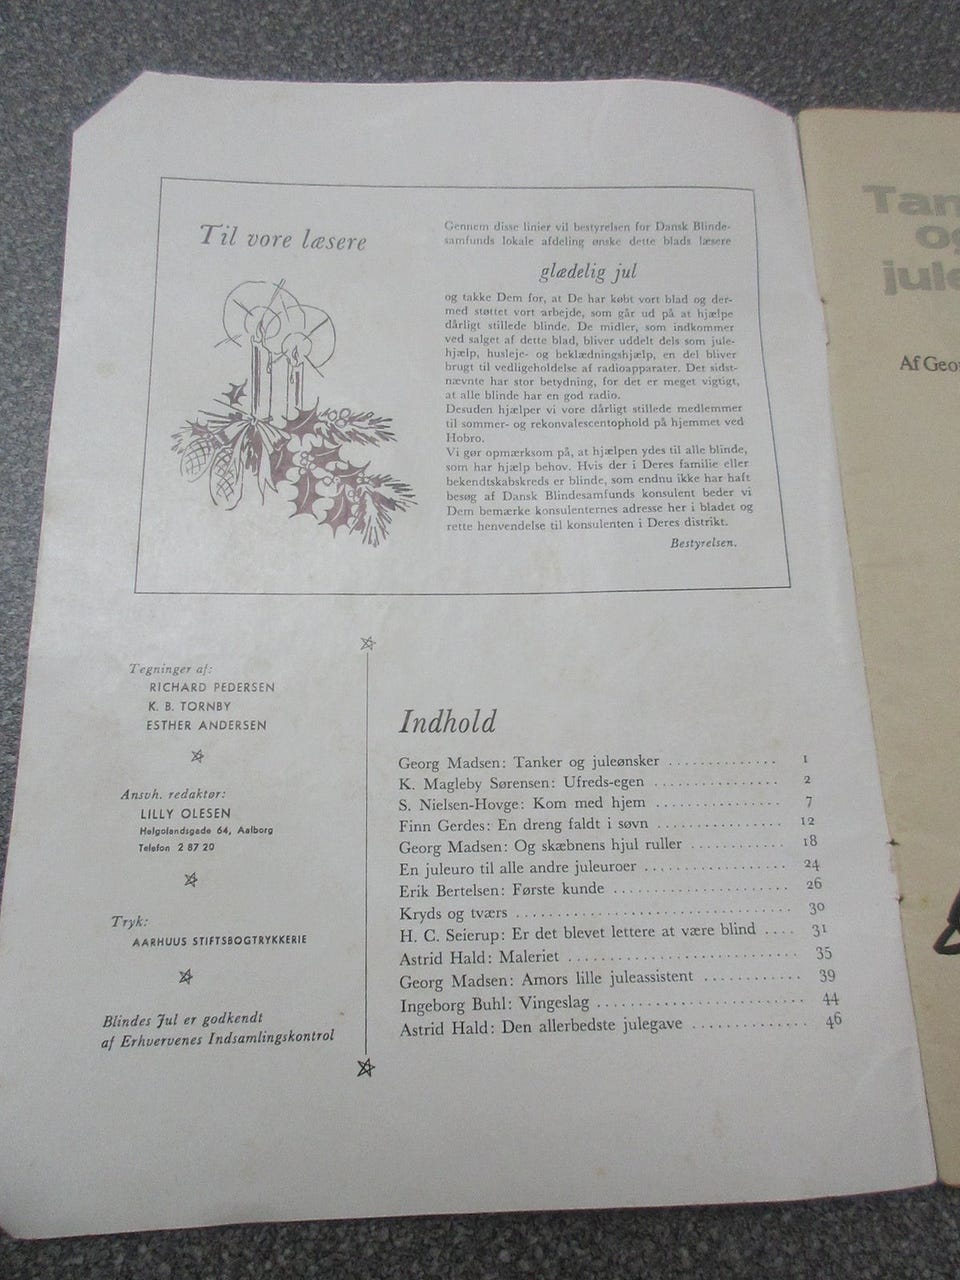 Til vore læsere
Gennem disse linier vil bestyrelsen for Dansk Blinde-
samfunds lokale afdeling ønske dette blads læsere
glædelig jul
og takke Dem for, at De har købt vort blad og der-
med støttet vort arbejde, som går ud på at hjælpe
dårligt stillede blinde. De midler, som indkommer
ved salget af dette blad, bliver uddelt dels som jule-
hjælp, husleje- og beklædningshjælp, en del bliver
brugt til vedligeholdelse af radioapparater. Det sidst-
nævnte har stor betydning, for det er meget vigtigt,
at alle blinde har en god radio.
Desuden hjælper vi vore dårligt stillede medlemmer
til sommer- og rekonvalescentophold på hjemmet ved
Hobro.
Vi gør opmærksom på, at hjælpen ydes til alle blinde,
som har hjælp behov. Hvis der i Deres familie eller
bekendtskabskreds er blinde, som endnu ikke har haft
besøg af Dansk Blindesamfunds konsulent beder vi
Dem bemærke konsulenternes adresse her i bladet og
rette henvendelse til konsulenten i Deres distrikt.
Bestyrelsen.
Tegninger af:
RICHARD PEDERSEN
K. B. TORNBY
ESTHER ANDERSEN
Ansvh. redaktør:
LILLY OLESEN
Helgolandsgade 64, Aalborg
Telefon 2 87 20
Tryk:
AARHUUS STIFTSBOGTRYKKERIE
Blindes Jul er godkendt
af Erhvervenes Indsamlingskontrol
Indhold
Georg Madsen: Tanker og juleønsker .............. 1
K. Magleby Sørensen: Ufreds-egen ................ 2
S. Nielsen-Hovge: Kom med hjem ................ 7
Finn Gerdes: En dreng faldt i søvn ................ 12
Georg Madsen: Og skæbnens hjul ruller ............ 18
En juleuro til alle andre juleuroer .................. 24
Erik Bertelsen: Første kunde ...................... 26
Kryds og tværs .................................. 30
H. C. Seierup: Er det blevet lettere at være blind .... 31
Astrid Hald: Maleriet ............................ 35
Georg Madsen: Amors lille juleassistent ............ 39
Ingeborg Buhl: Vingeslag .......................... 44
Astrid Hald: Den allerbedste julegave .............. 46
Tan
og
jule
Af Geo